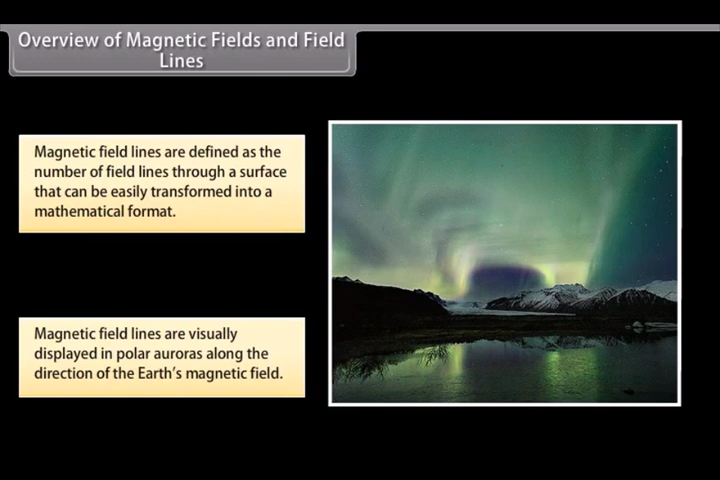 Overview of Magnetic Fields and Field
Lines
Magnetic field lines are defined as the
number of field lines through a surface
that can be easily transformed into a
mathematical format.
Magnetic field lines are visually
displayed in polar auroras along the
direction of the Earth's magnetic field.